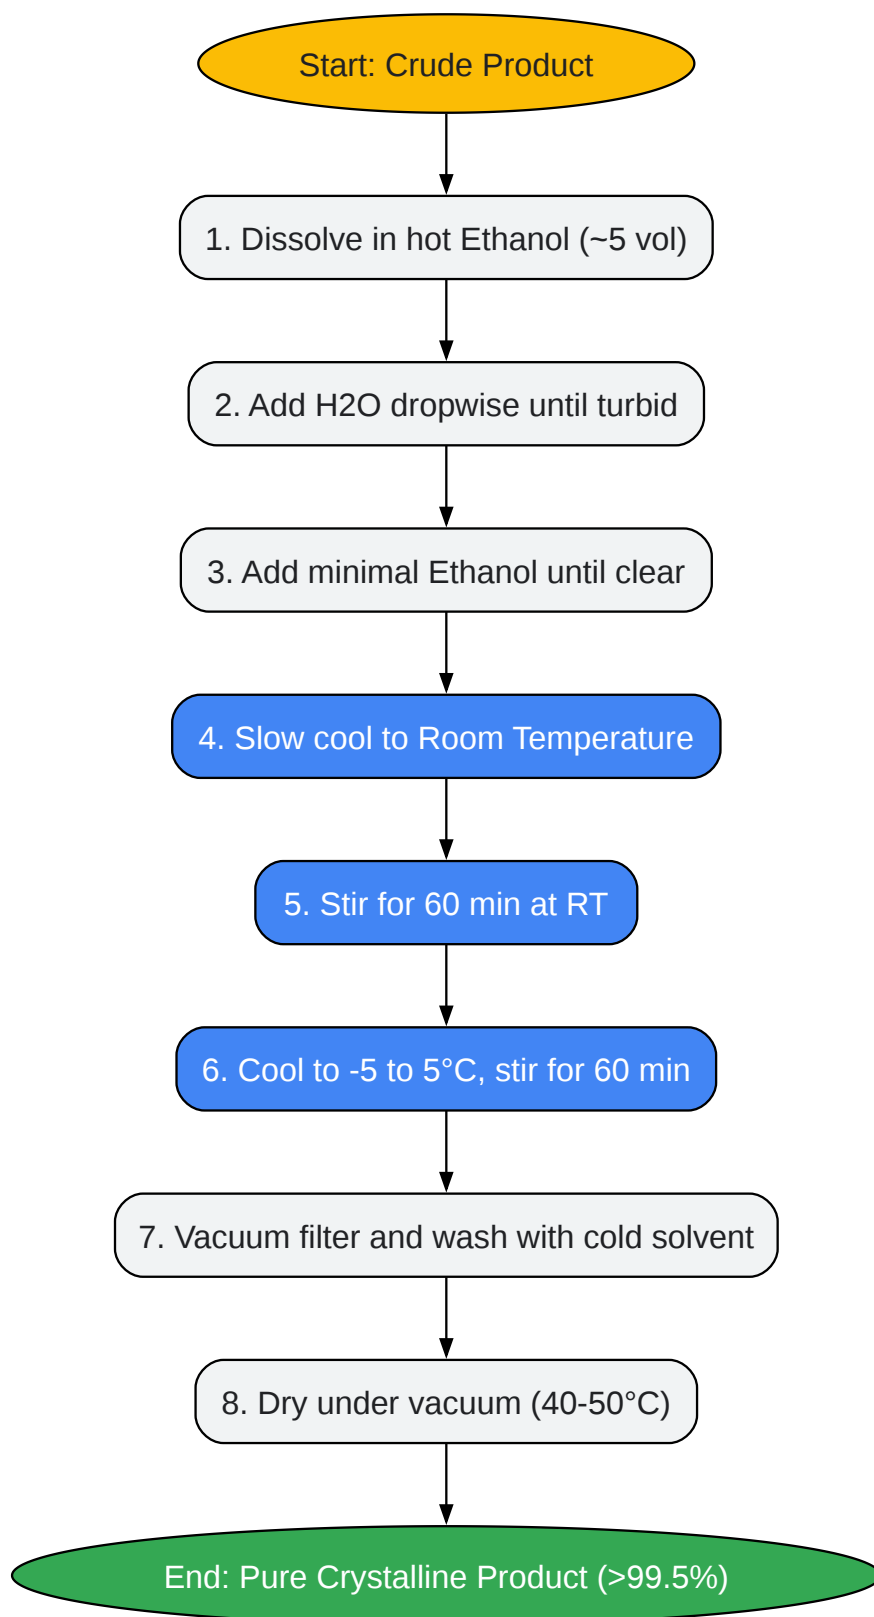 Start: Crude Product
1. Dissolve in hot Ethanol (~5 vol)
2. Add H2O dropwise until turbid
3. Add minimal Ethanol until clear
4. Slow cool to Room Temperature
5. Stir for 60 min at RT
6. Cool to -5 to 5°C, stir for 60 min
7. Vacuum filter and wash with cold solvent
8. Dry under vacuum (40-50°C)
End: Pure Crystalline Product (>99.5%)